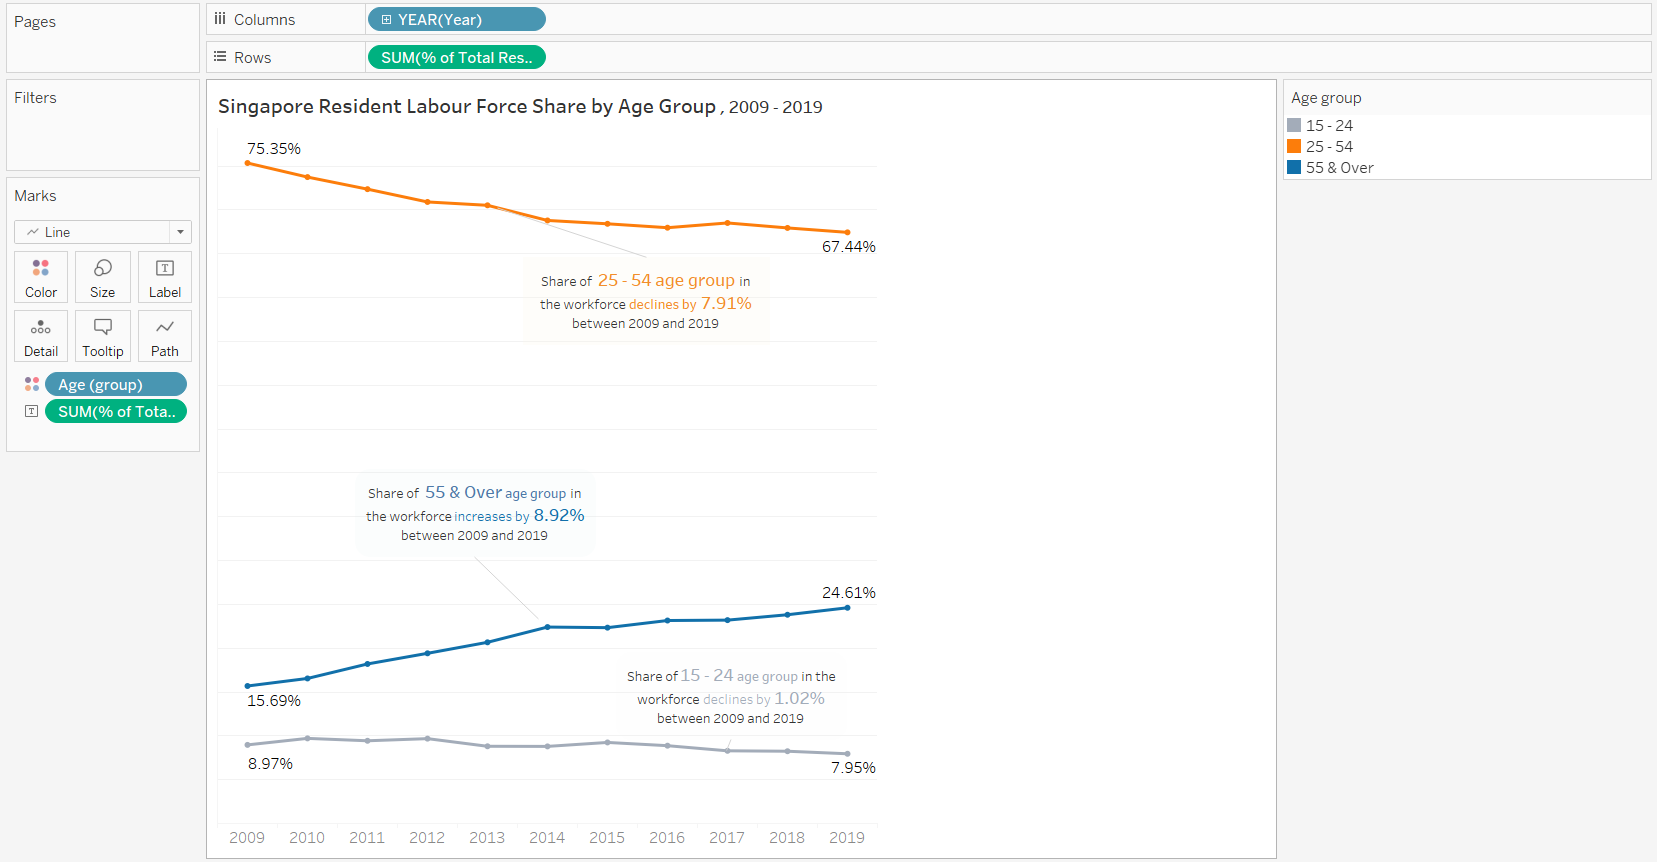 Pages
Columns
YEAR(Year)
Rows
SUM(% of Total Res..
Filters
Marks
Line
Color
Size
Label
Detail
Tooltip
Path
Age (group)
SUM(% of Tota..
Singapore Resident Labour Force Share by Age Group , 2009 - 2019
75.35%
67.44%
Share of 25 - 54 age group in
the workforce declines by 7.91%
between 2009 and 2019
Share of 55 & Over age group in
the workforce increases by 8.92%
between 2009 and 2019
24.61%
15.69%
Share of 15 - 24 age group in the
workforce declines by 1.02%
between 2009 and 2019
8.97%
7.95%
2009 2010 2011 2012 2013 2014 2015 2016 2017 2018 2019
Age group
15 - 24
25 - 54
55 & Over